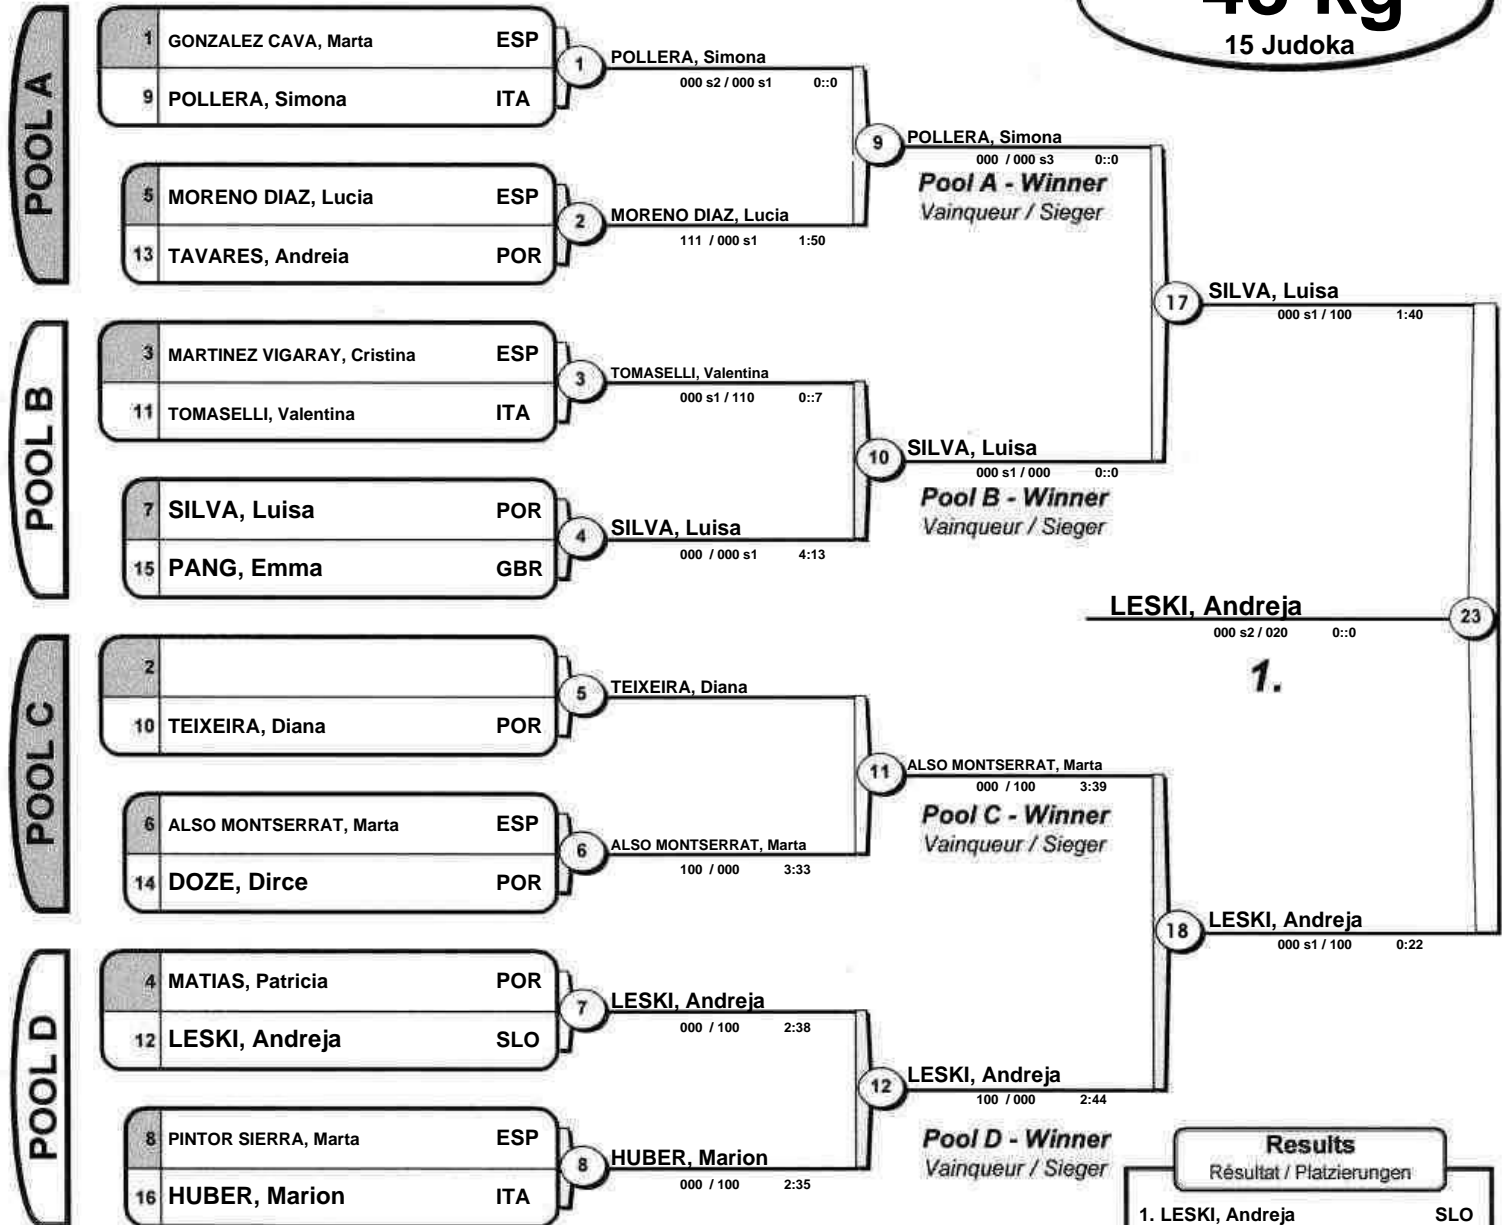 15 Judoka
POOL A
1 GONZALEZ CAVA, Marta ESP
9 POLLERA, Simona ITA
1
POLLERA, Simona
000 s2 / 000 s1 0::0
5 MORENO DIAZ, Lucia ESP
13 TAVARES, Andreia POR
2
MORENO DIAZ, Lucia
111 / 000 s1 1:50
9
POLLERA, Simona
000 / 000 s3 0::0
Pool A - Winner
Vainqueur / Sieger
POOL B
3 MARTINEZ VIGARAY, Cristina ESP
11 TOMASELLI, Valentina ITA
3
TOMASELLI, Valentina
000 s1 / 110 0::7
7 SILVA, Luisa POR
15 PANG, Emma GBR
4
SILVA, Luisa
000 / 000 s1 4:13
10
SILVA, Luisa
000 s1 / 000 0::0
Pool B - Winner
Vainqueur / Sieger
17
SILVA, Luisa
000 s1 / 100 1:40
POOL C
2
10 TEIXEIRA, Diana POR
5
TEIXEIRA, Diana
6 ALSO MONTSERRAT, Marta ESP
14 DOZE, Dirce POR
6
ALSO MONTSERRAT, Marta
100 / 000 3:33
11
ALSO MONTSERRAT, Marta
000 / 100 3:39
Pool C - Winner
Vainqueur / Sieger
POOL D
4 MATIAS, Patricia POR
12 LESKI, Andreja SLO
7
LESKI, Andreja
000 / 100 2:38
8 PINTOR SIERRA, Marta ESP
16 HUBER, Marion ITA
8
HUBER, Marion
000 / 100 2:35
12
LESKI, Andreja
100 / 000 2:44
Pool D - Winner
Vainqueur / Sieger
18
LESKI, Andreja
000 s1 / 100 0:22
23
LESKI, Andreja
000 s2 / 020 0::0
1.
Results
Résultat / Platzierungen
1. LESKI, Andreja SLO